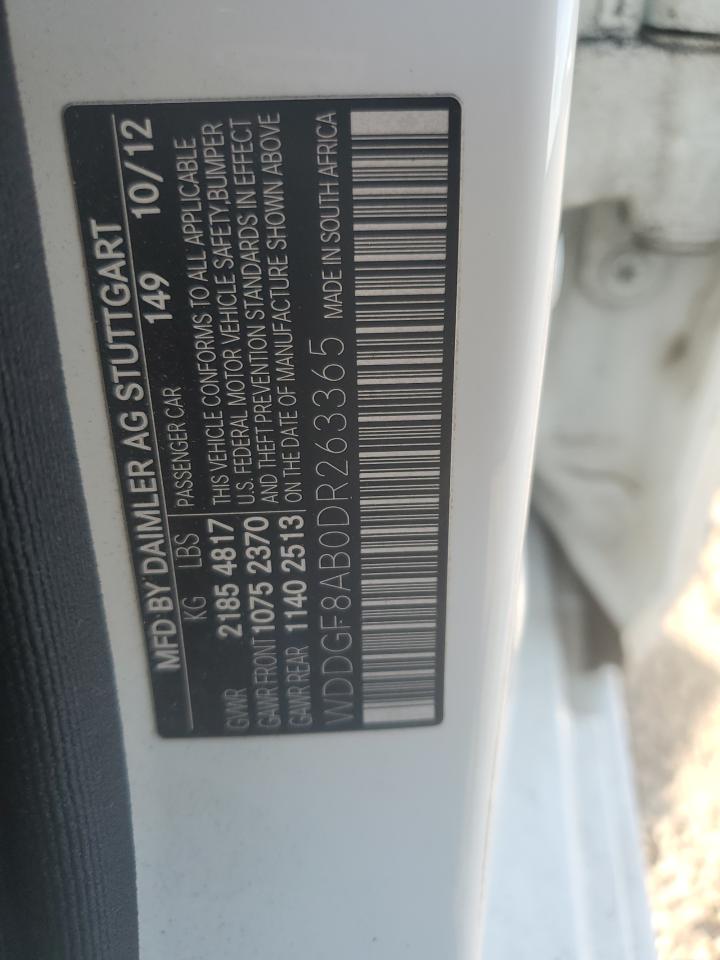 MFD BY DAIMLER AG STUTTGART
149 10/12
KG LBS PASSENGER CAR
GVWR 2185 4817
GAWR FRONT 1075 2370
GAWR REAR 1140 2513
THIS VEHICLE CONFORMS TO ALL APPLICABLE
U.S. FEDERAL MOTOR VEHICLE SAFETY,BUMPER
AND THEFT PREVENTION STANDARDS IN EFFECT
ON THE DATE OF MANUFACTURE SHOWN ABOVE
WDDGF8AB0DR263365 MADE IN SOUTH AFRICA